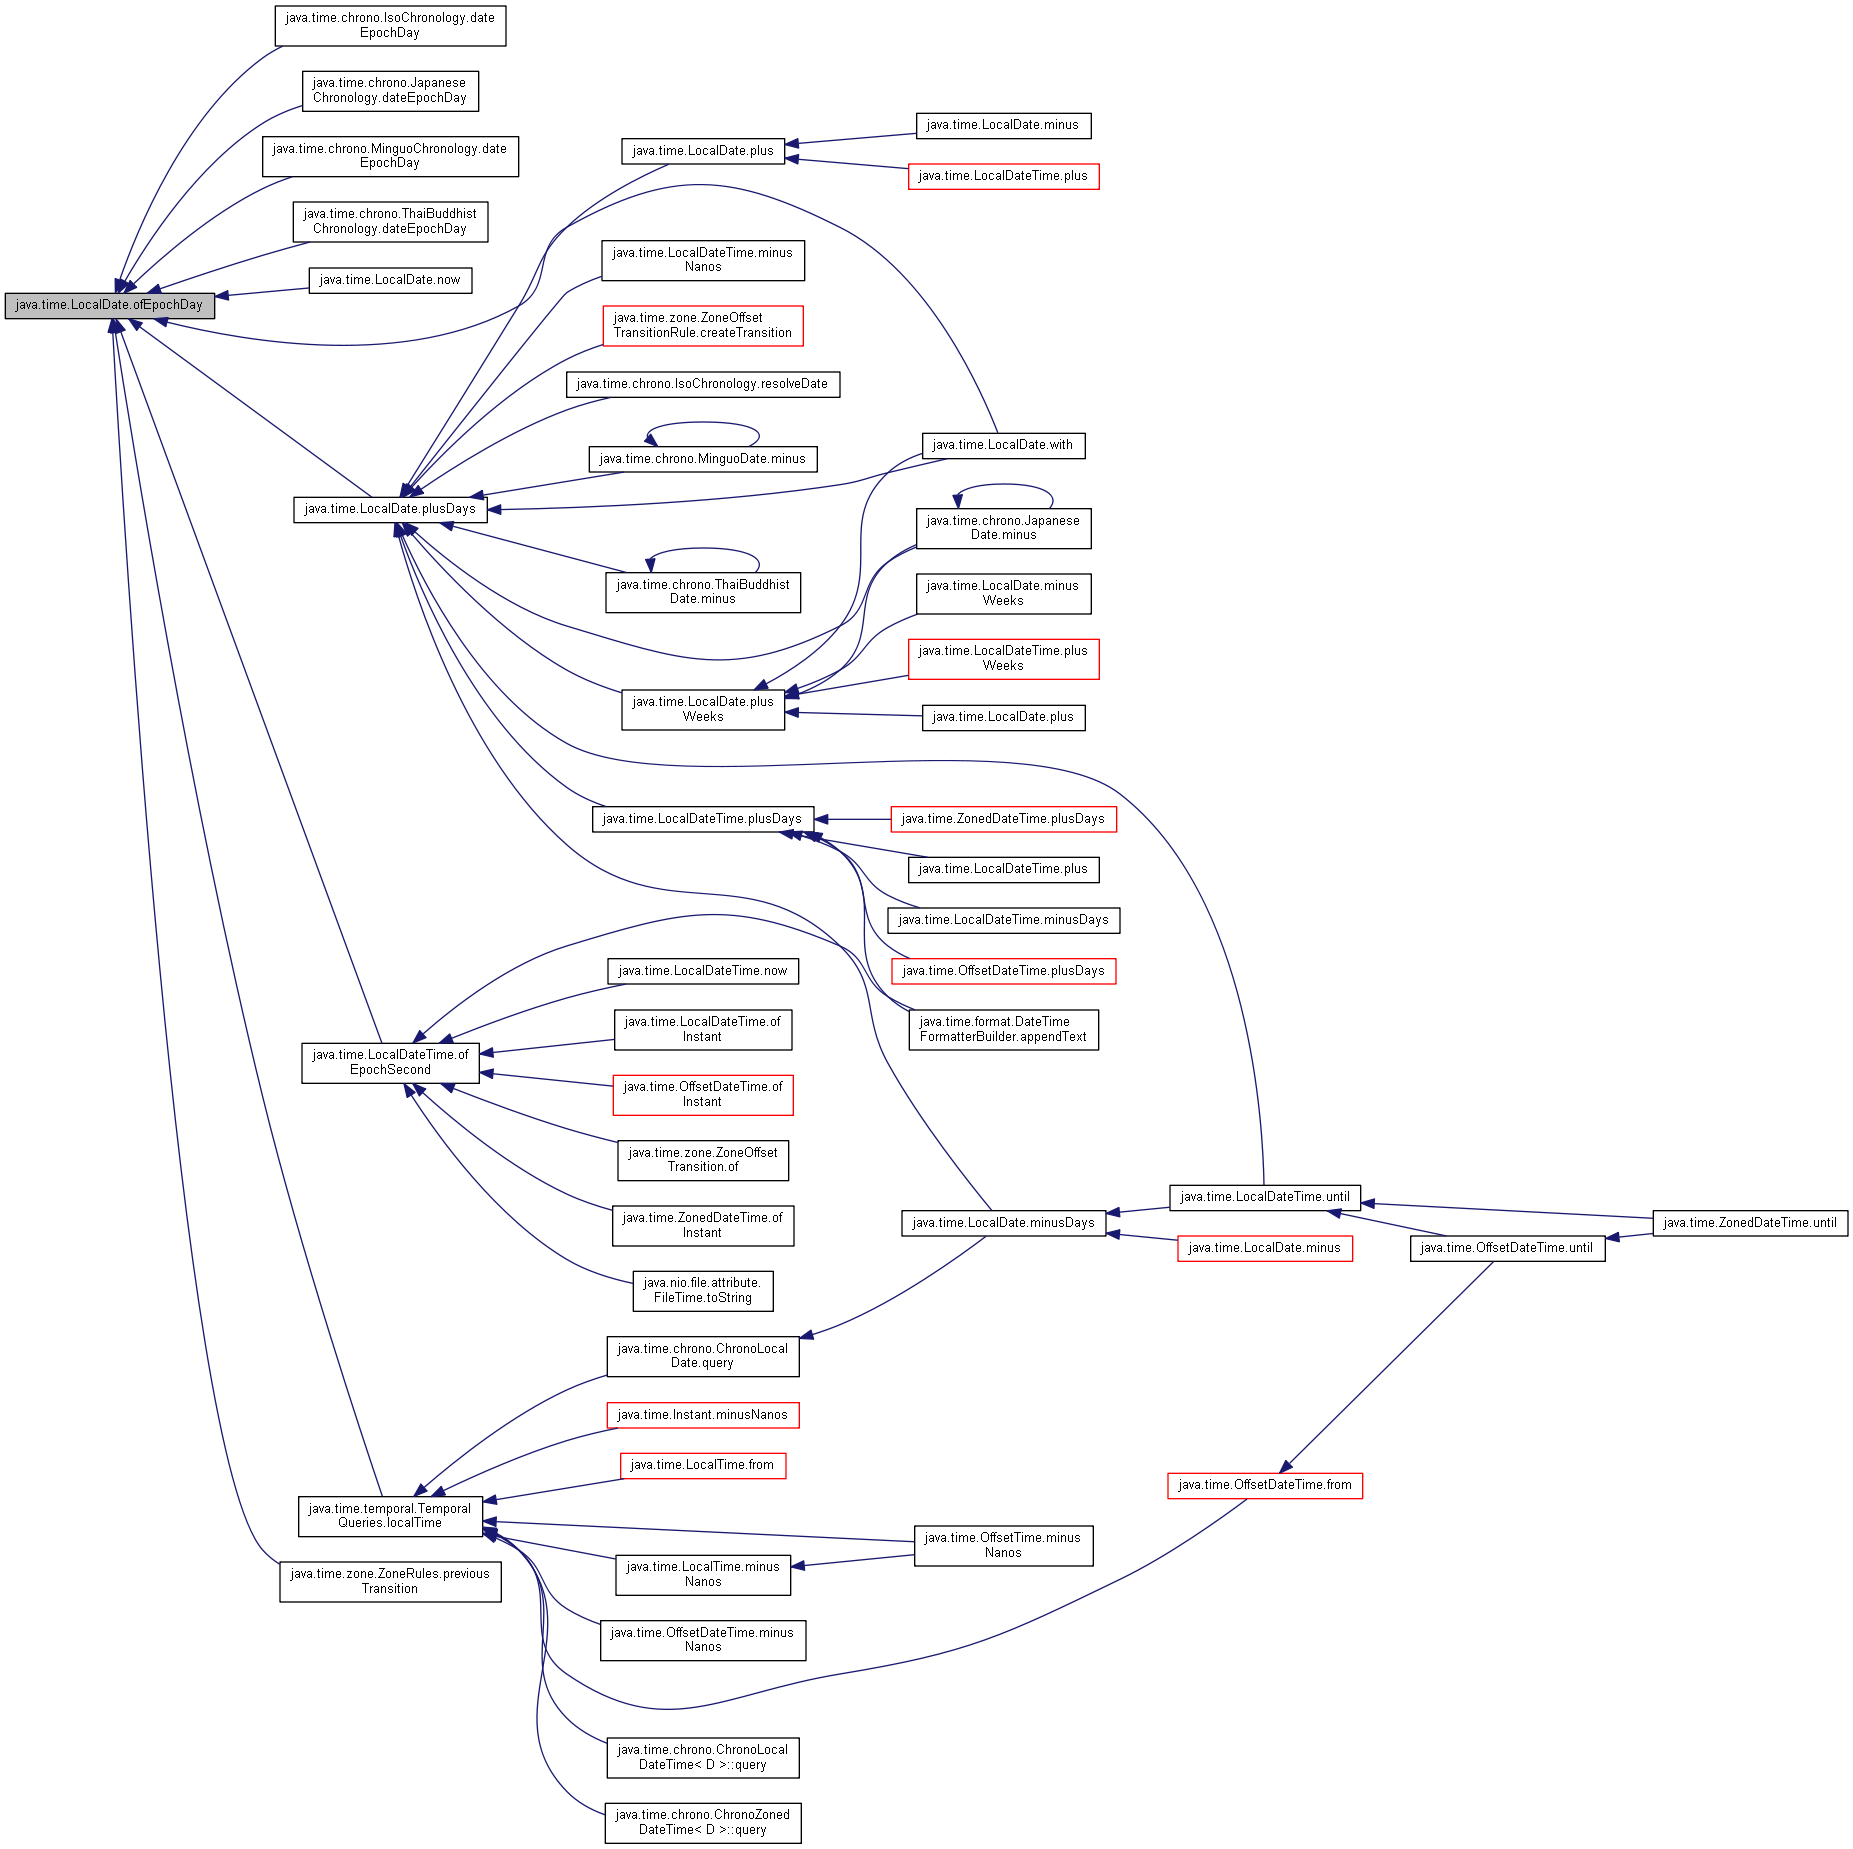 java.time.chrono.IsoChronology.date
EpochDay
java.time.chrono.Japanese
Chronology.dateEpochDay
java.time.chrono.MinguoChronology.date
EpochDay
java.time.chrono.ThaiBuddhist
Chronology.dateEpochDay
java.time.LocalDate.now
java.time.LocalDate.ofEpochDay
java.time.LocalDate.plusDays
java.time.LocalDateTime.of
EpochSecond
java.time.temporal.Temporal
Queries.localTime
java.time.zone.ZoneRules.previous
Transition
java.time.LocalDate.plus
java.time.LocalDateTime.minus
Nanos
java.time.zone.ZoneOffset
TransitionRule.createTransition
java.time.chrono.IsoChronology.resolveDate
java.time.chrono.MinguoDate.minus
java.time.chrono.ThaiBuddhist
Date.minus
java.time.LocalDate.plus
Weeks
java.time.LocalDateTime.plusDays
java.time.LocalDateTime.now
java.time.LocalDateTime.of
Instant
java.time.OffsetDateTime.of
Instant
java.time.zone.ZoneOffset
Transition.of
java.time.ZonedDateTime.of
Instant
java.nio.file.attribute.
FileTime.toString
java.time.chrono.ChronoLocal
Date.query
java.time.Instant.minusNanos
java.time.LocalTime.from
java.time.LocalTime.minus
Nanos
java.time.OffsetDateTime.minus
Nanos
java.time.chrono.ChronoLocal
DateTime< D >::query
java.time.chrono.ChronoZoned
DateTime< D >::query
java.time.LocalDate.minus
java.time.LocalDateTime.plus
java.time.LocalDate.with
java.time.chrono.Japanese
Date.minus
java.time.LocalDate.minus
Weeks
java.time.LocalDateTime.plus
Weeks
java.time.LocalDate.plus
java.time.ZonedDateTime.plusDays
java.time.LocalDateTime.plus
java.time.LocalDateTime.minusDays
java.time.OffsetDateTime.plusDays
java.time.format.DateTime
FormatterBuilder.appendText
java.time.LocalDate.minusDays
java.time.OffsetTime.minus
Nanos
java.time.LocalDateTime.until
java.time.LocalDate.minus
java.time.OffsetDateTime.from
java.time.OffsetDateTime.until
java.time.ZonedDateTime.until